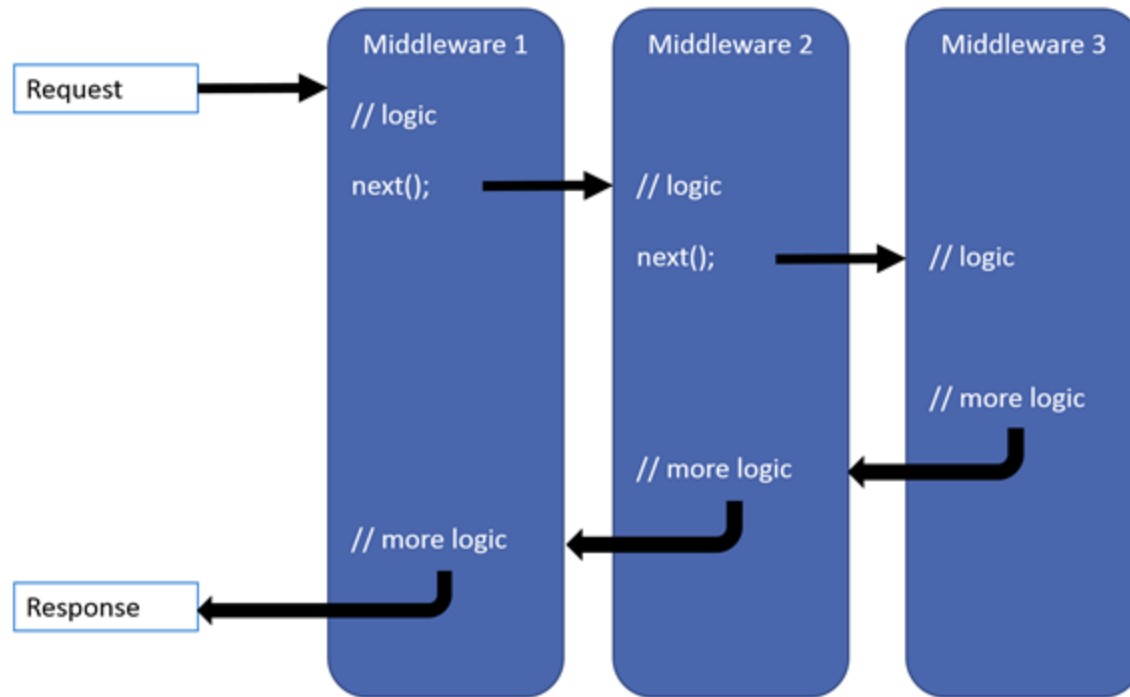 Middleware 1
Middleware 2
Middleware 3
Request
// logic
next();
// logic
next();
// logic
// more logic
// more logic
// more logic
Response